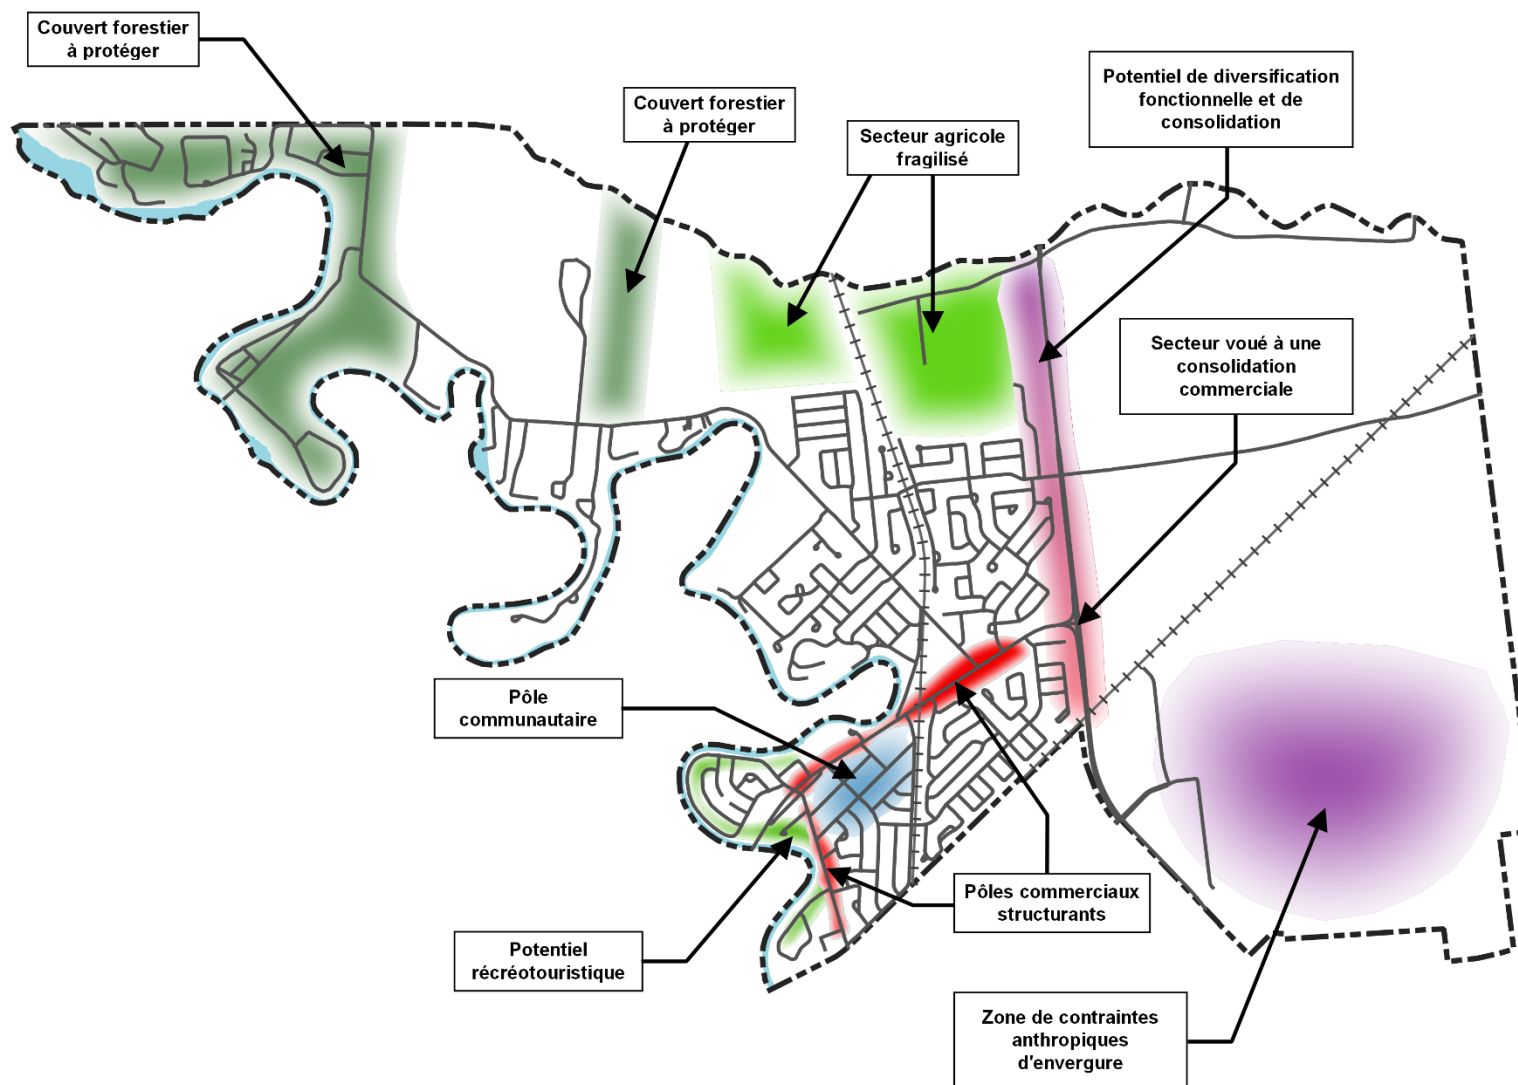 Couvert forestier
à protéger
Couvert forestier
à protéger
Secteur agricole
fragilisé
Potentiel de diversification
fonctionnelle et de
consolidation
Secteur voué à une
consolidation
commerciale
Pôle
communautaire
Pôles commerciaux
structurants
Potentiel
récréotouristique
Zone de contraintes
anthropiques
d'envergure